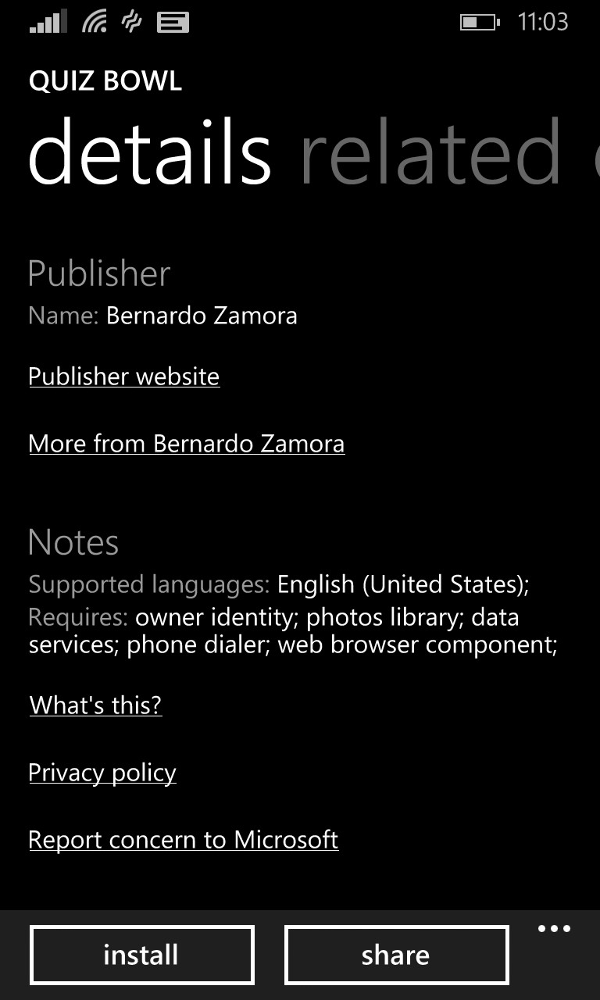 11:03
QUIZ BOWL
details related
Publisher
Name: Bernardo Zamora
Publisher website
More from Bernardo Zamora
Notes
Supported languages: English (United States);
Requires: owner identity; photos library; data
services; phone dialer; web browser component;
What's this?
Privacy policy
Report concern to Microsoft
install share